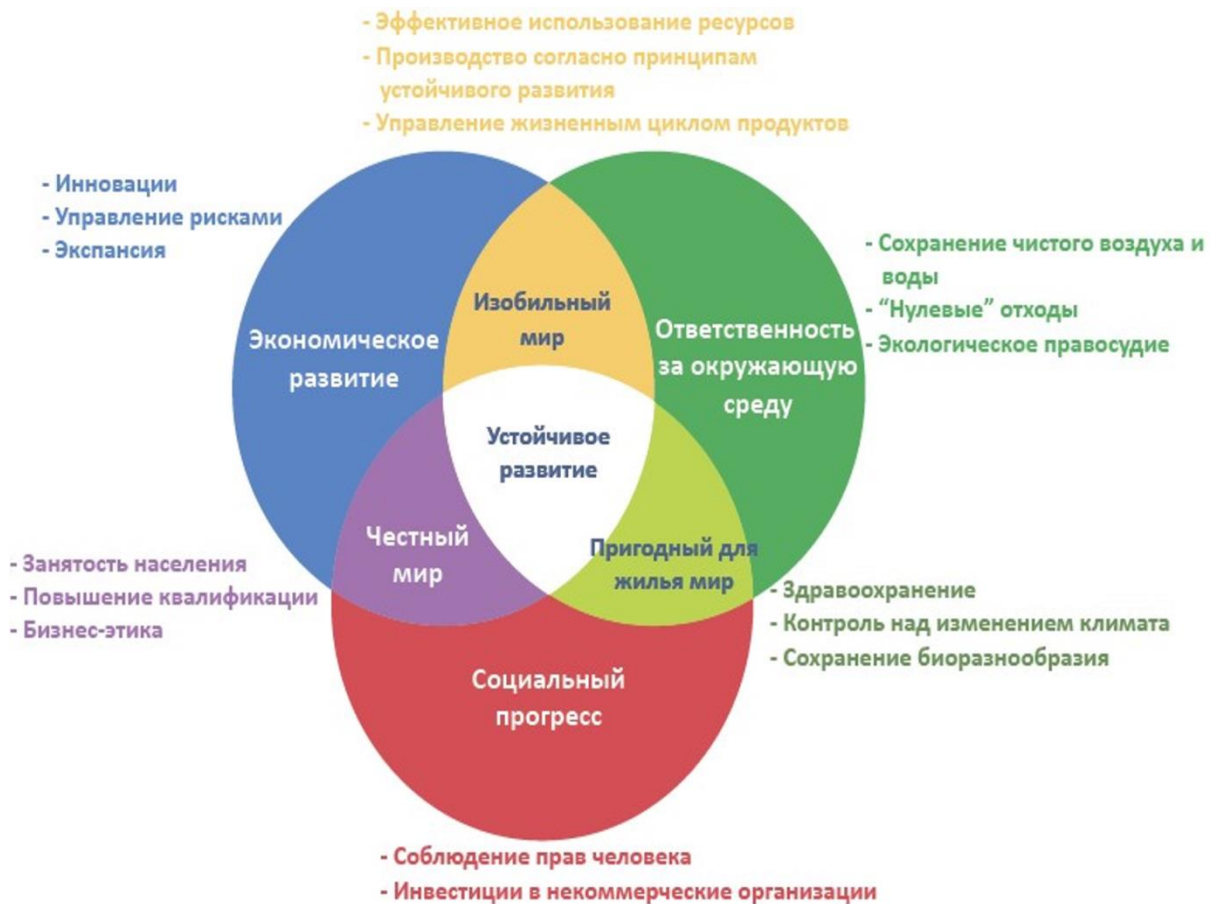 - Эффективное использование ресурсов
- Производство согласно принципам
устойчивого развития
- Управление жизненным циклом продуктов
- Инновации
- Управление рисками
- Экспансия
- Сохранение чистого воздуха и
воды
- “Нулевые” отходы
- Экологическое правосудие
Изобильный
мир
Экономическое
развитие
Ответственность
за окружающую
среду
Устойчивое
развитие
Честный
мир
Пригодный для
жилья мир
- Занятость населения
- Повышение квалификации
- Бизнес-этика
- Здравоохранение
- Контроль над изменением климата
- Сохранение биоразнообразия
Социальный
прогресс
- Соблюдение прав человека
- Инвестиции в некоммерческие организации